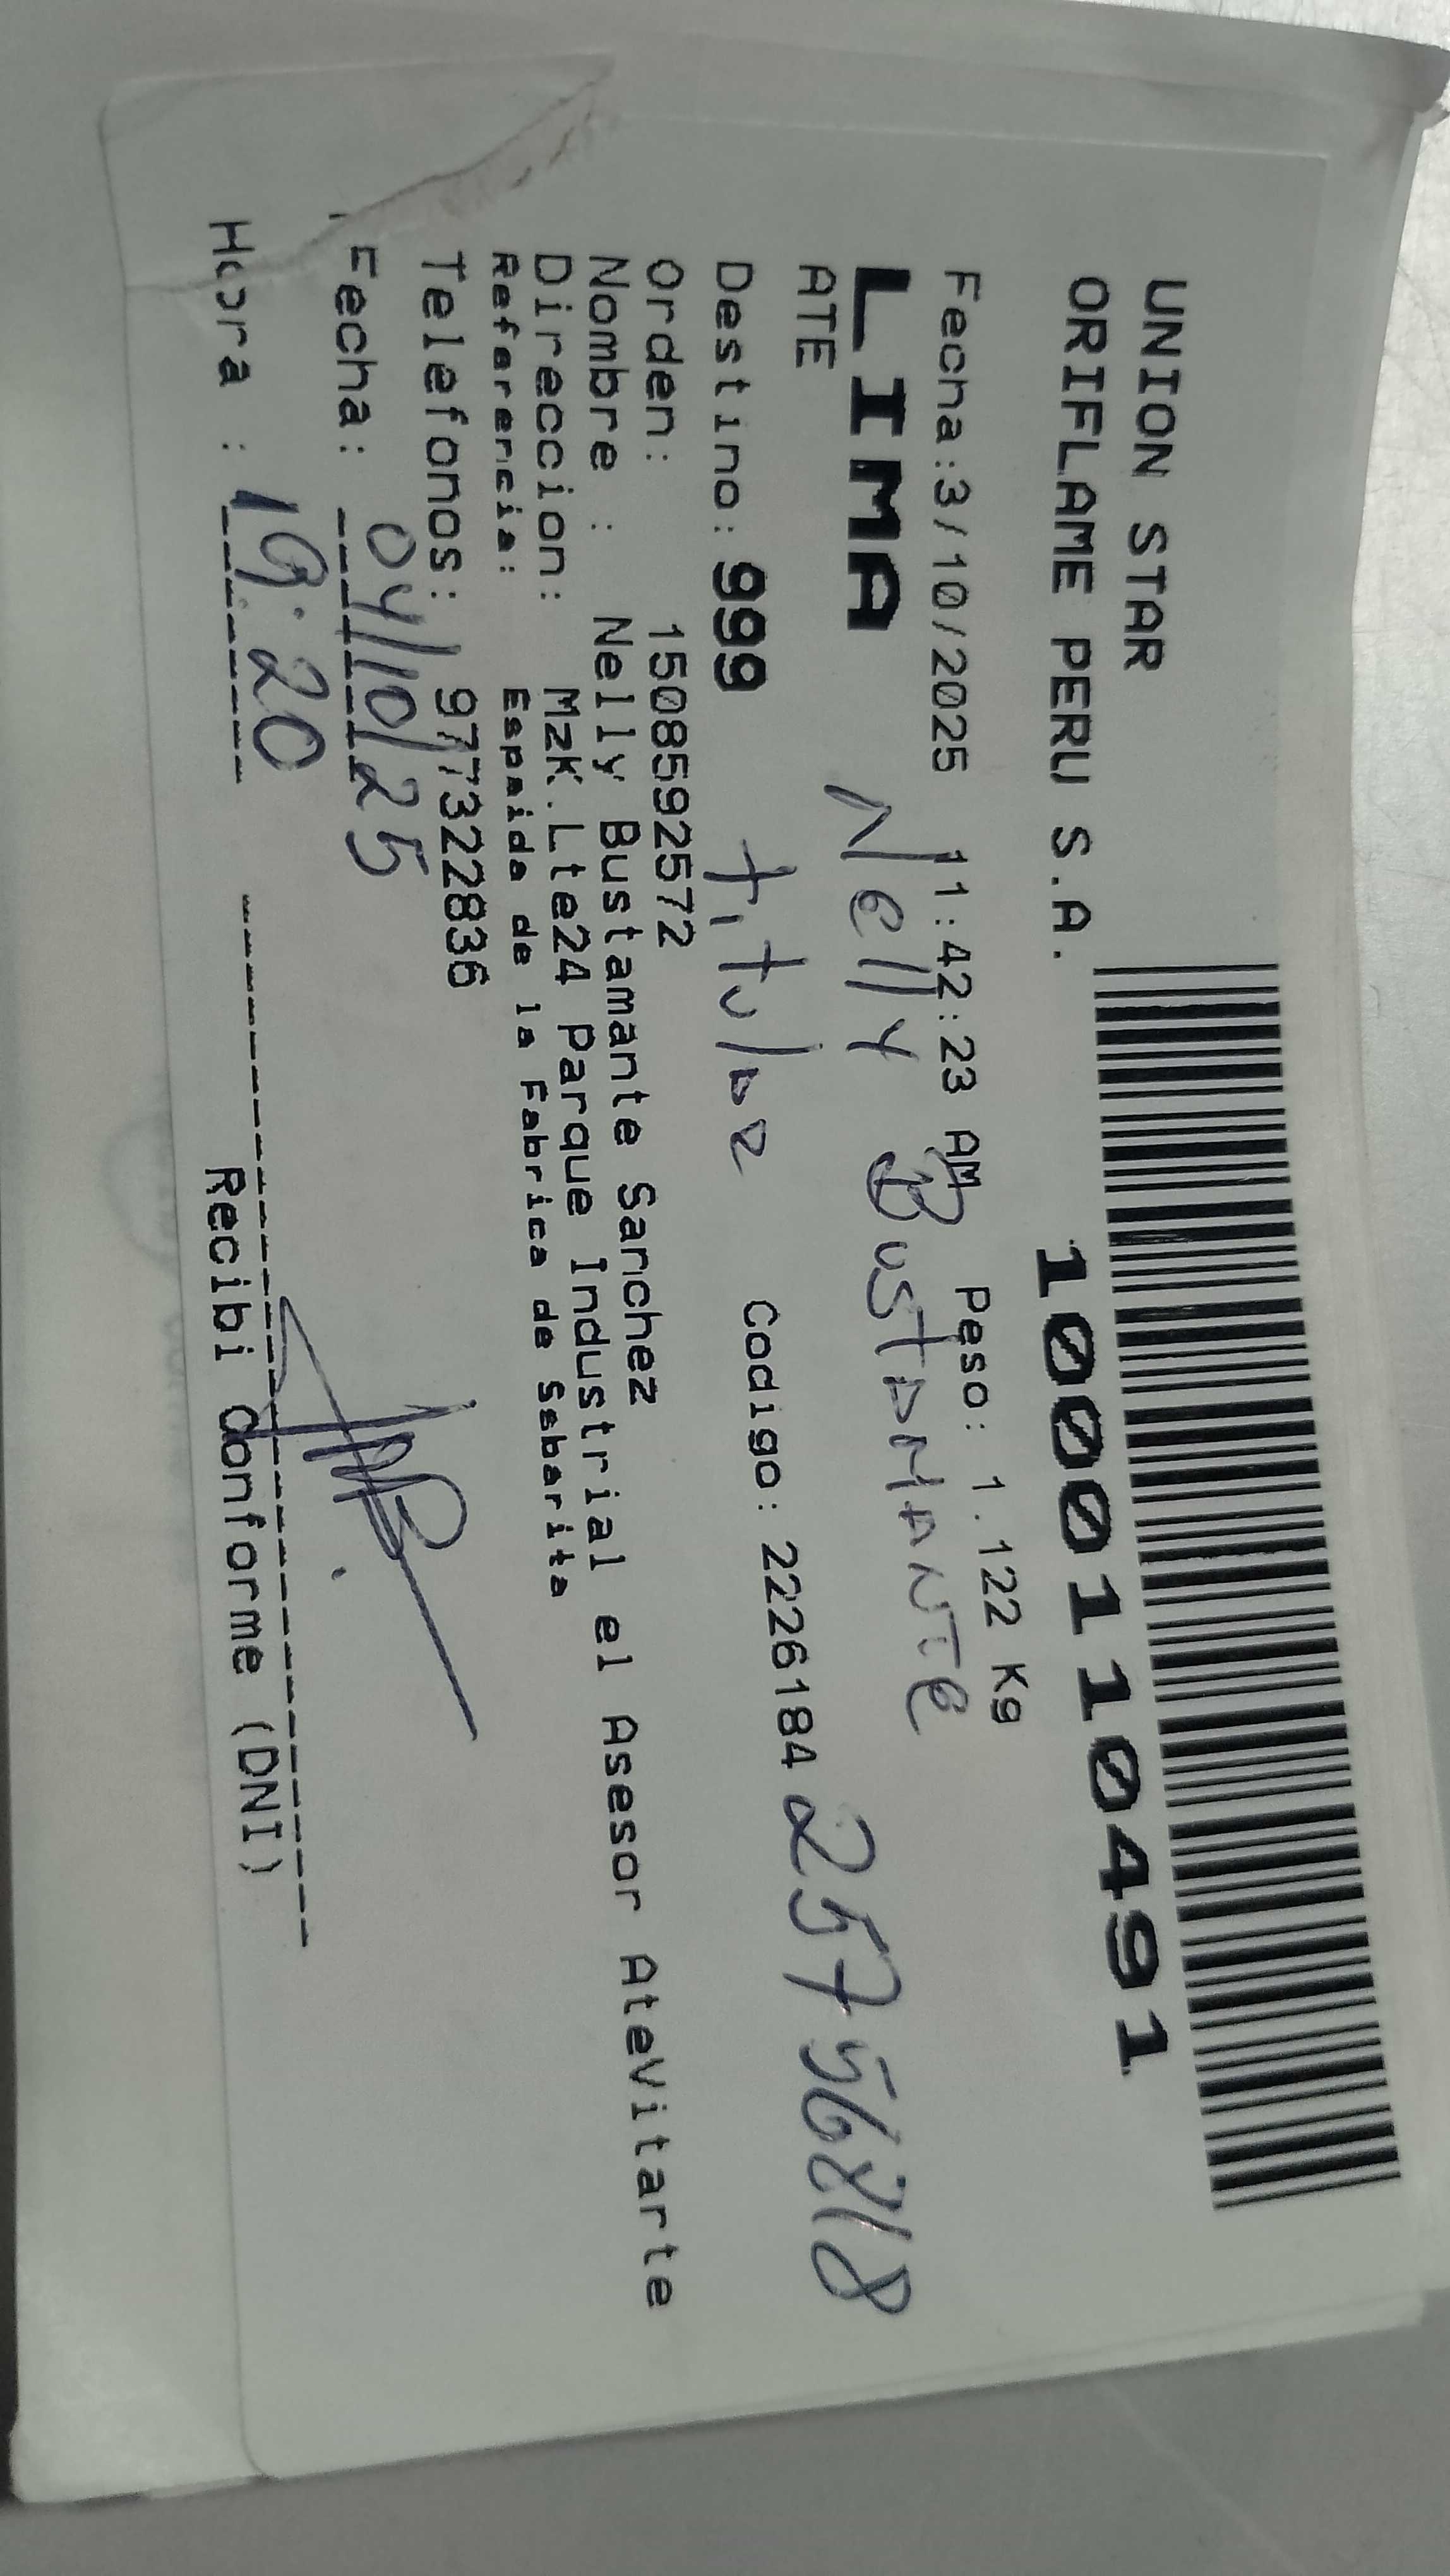 UNION STAR
ORIFLAME PERU S.A.
10001110491
Fecha:3/10/2025 11:42:23 AM Peso: 1.122 Kg
LIMA Nelly BUSTAMANTE
ATE
Destino: 999 titular Codigo: 2226184
Orden: 1508592572
Nombre : Nelly Bustamante Sanchez
Direccion: MzK.Lte24 Parque Industrial el Asesor AteVitarte
Referencia: Espalda de la Fabrica de Sabarita
Telefonos: 977322836
Fecha: 04/10/25
Hora : 19:20
Recibi Conforme (DNI)